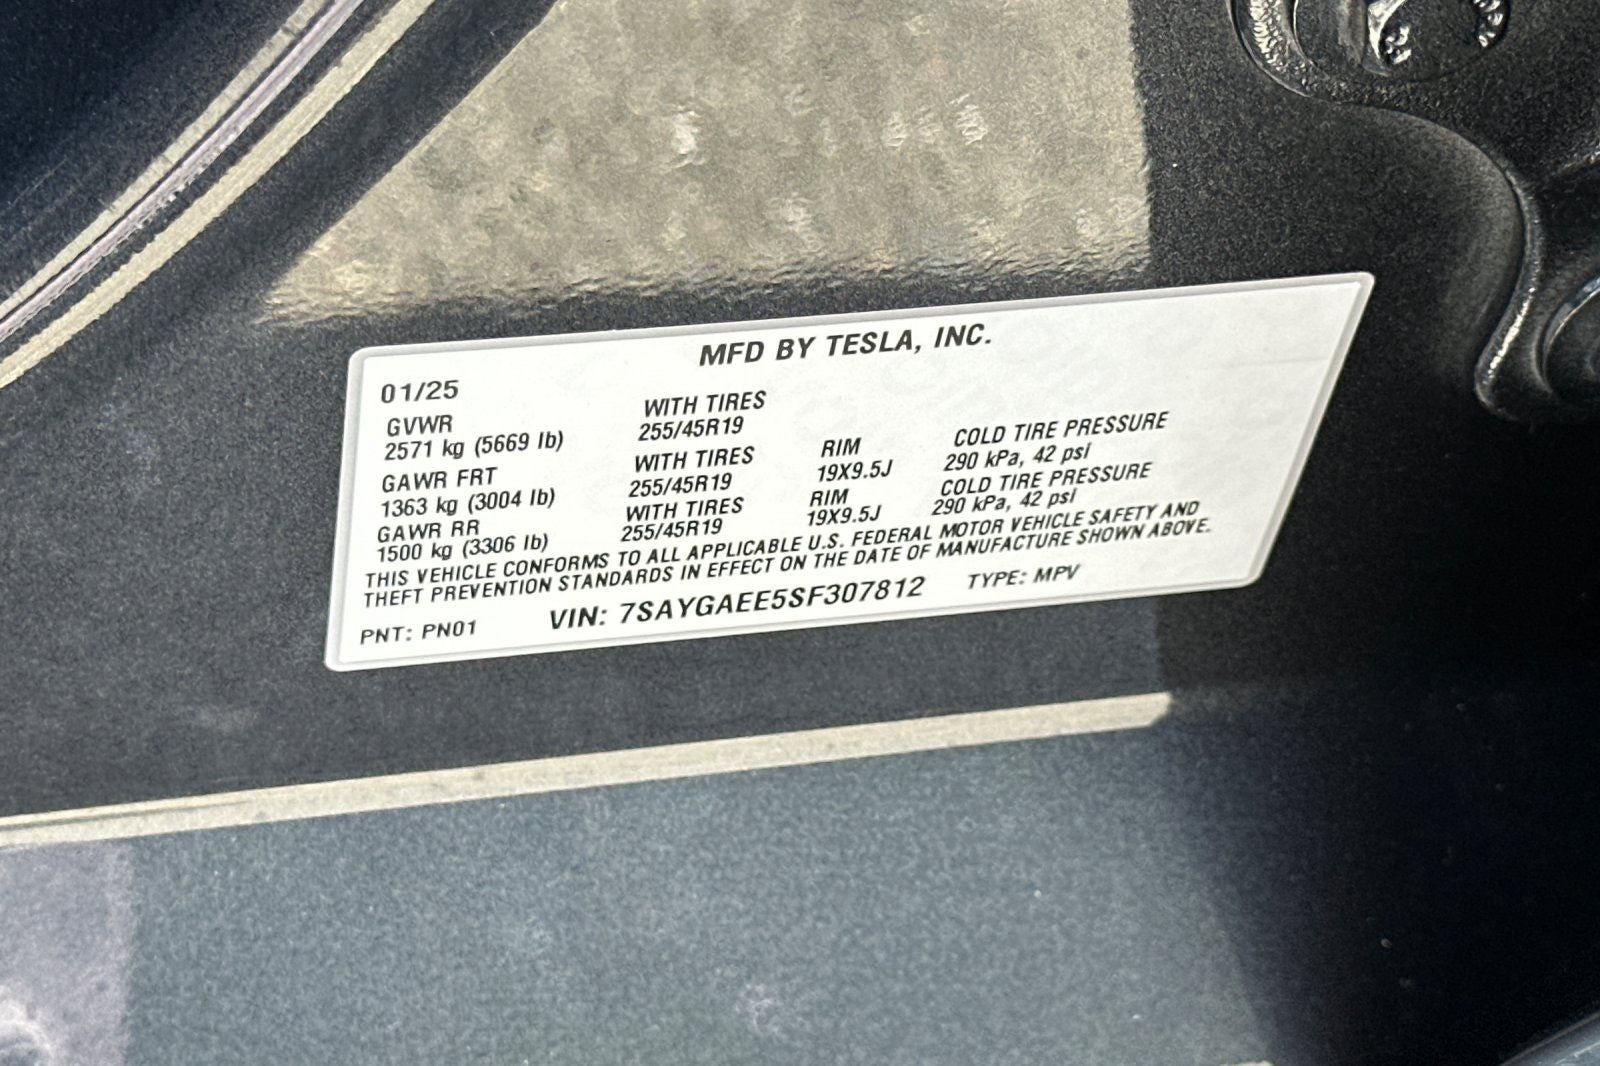 MFD BY TESLA, INC.
01/25
GVWR WITH TIRES
2571 kg (5669 lb) 255/45R19
GAWR FRT WITH TIRES RIM COLD TIRE PRESSURE
1363 kg (3004 lb) 255/45R19 19X9.5J 290 kPa, 42 psi
GAWR RR WITH TIRES RIM COLD TIRE PRESSURE
1500 kg (3306 lb) 255/45R19 19X9.5J 290 kPa, 42 psi
THIS VEHICLE CONFORMS TO ALL APPLICABLE U.S. FEDERAL MOTOR VEHICLE SAFETY AND
THEFT PREVENTION STANDARDS IN EFFECT ON THE DATE OF MANUFACTURE SHOWN ABOVE.
PNT: PN01 VIN: 7SAYGAEE5SF307812 TYPE: MPV